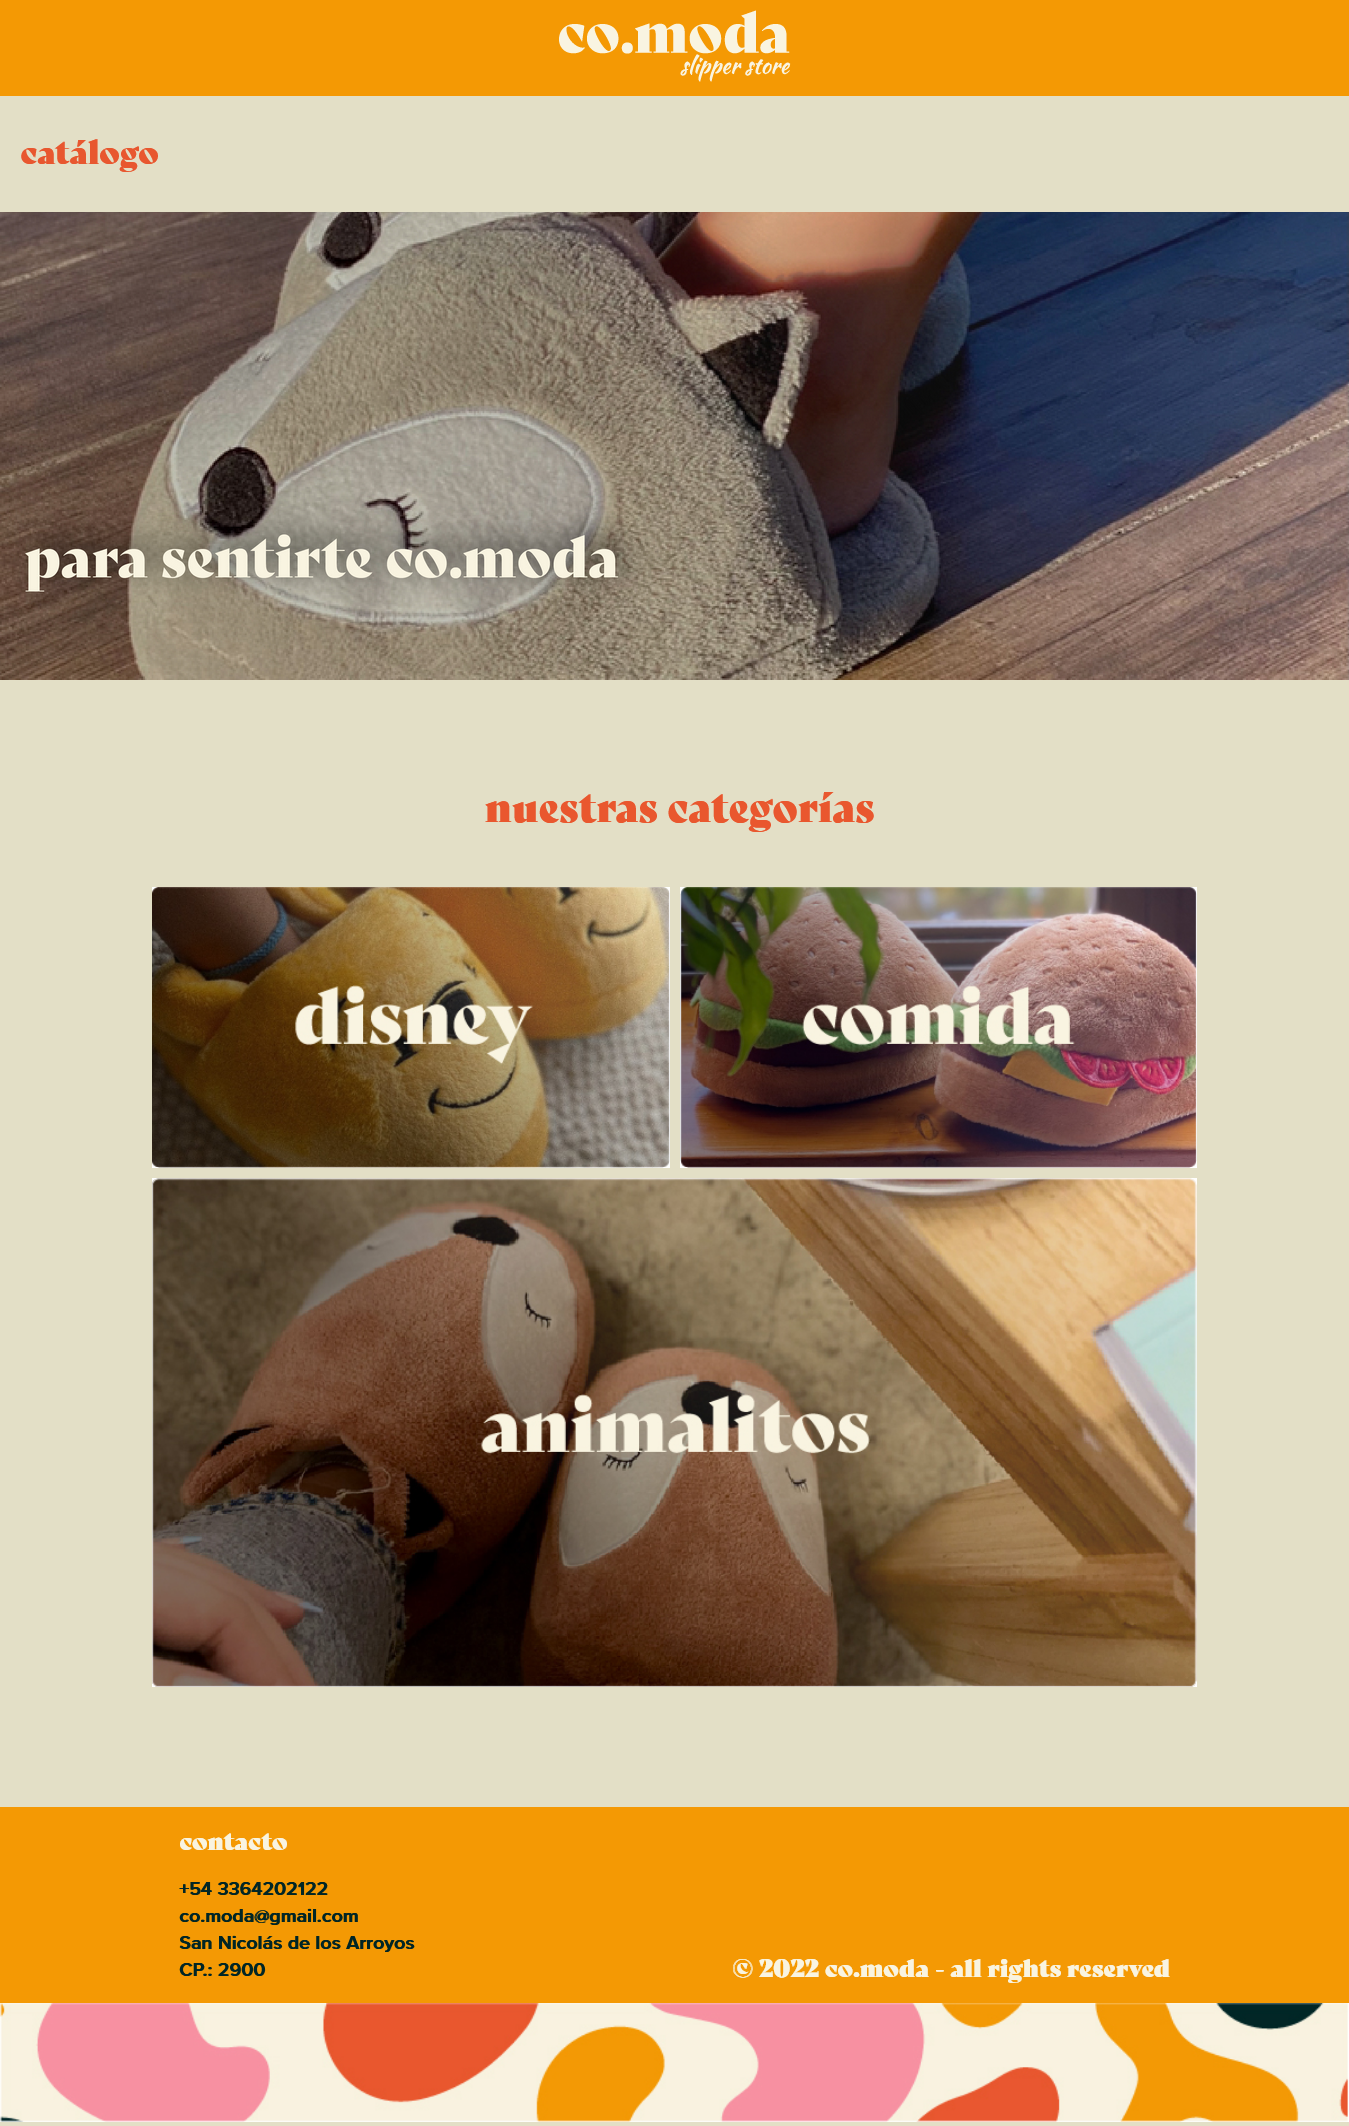 co.moda
slipper store
catálogo
para sentirte co.moda
nuestras categorías
disney
comida
animalitos
contacto
+54 3364202122
co.moda@gmail.com
San Nicolás de los Arroyos
CP.: 2900
© 2022 co.moda - all rights reserved